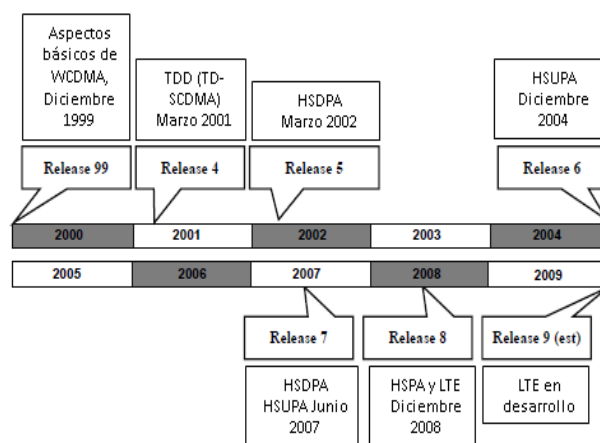 Aspectos
básicos de
WCDMA,
Diciembre
1999
TDD (TD-
SCDMA)
Marzo 2001
HSDPA
Marzo 2002
HSUPA
Diciembre
2004
Release 99
Release 4
Release 5
Release 6
2000
2001
2002
2003
2004
2005
2006
2007
2008
2009
Release 7
Release 8
Release 9 (est)
HSDPA
HSUPA Junio
2007
HSPA y LTE
Diciembre
2008
LTE en
desarrollo